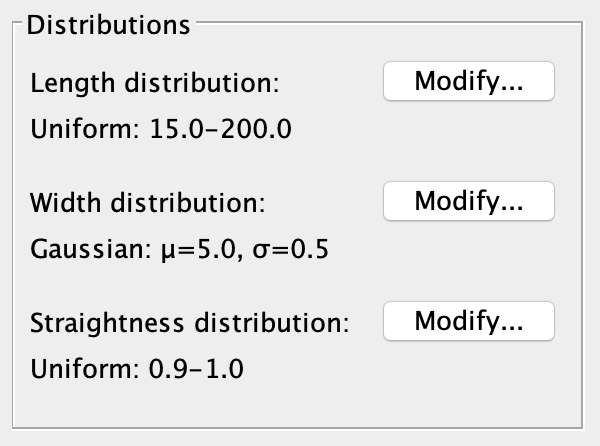 Distributions
Length distribution:
Modify...
Uniform: 15.0–200.0
Width distribution:
Modify...
Gaussian: μ=5.0, σ=0.5
Straightness distribution:
Modify...
Uniform: 0.9–1.0